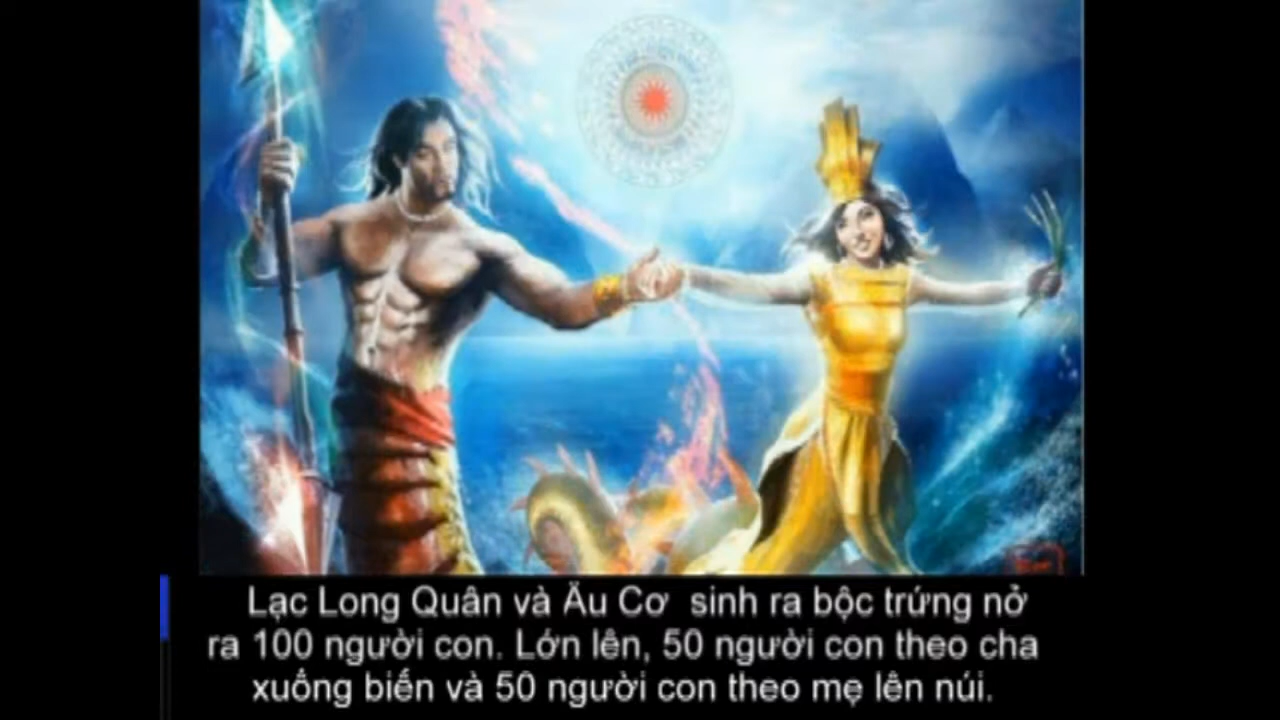 Lạc Long Quân và Âu Cơ sinh ra bộc trứng nở
ra 100 người con. Lớn lên, 50 người con theo cha
xuống biến và 50 người con theo mẹ lên núi.